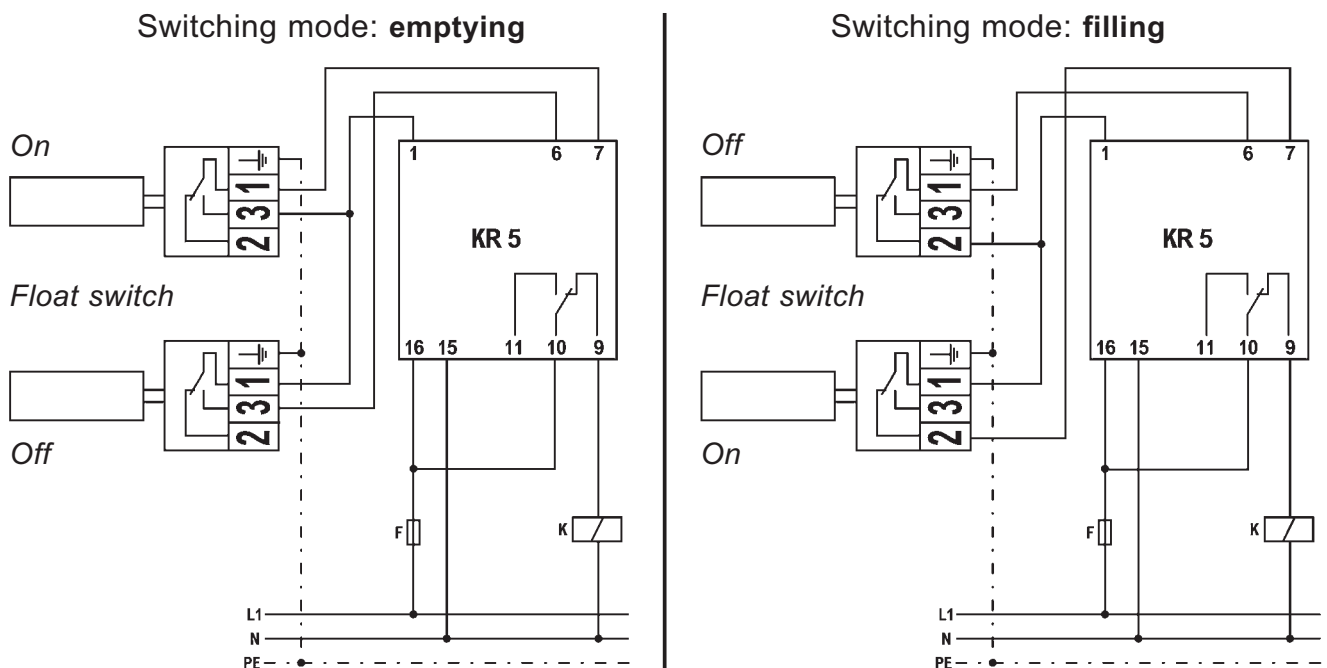 Switching mode: emptying
On
1
3
2
1 6 7
KR 5
Float switch
16 15 11 10 9
1
3
2
Off
F
K
L1
N
PE
Switching mode: filling
Off
1
3
2
1 6 7
KR 5
Float switch
16 15 11 10 9
1
3
2
On
F
K
L1
N
PE